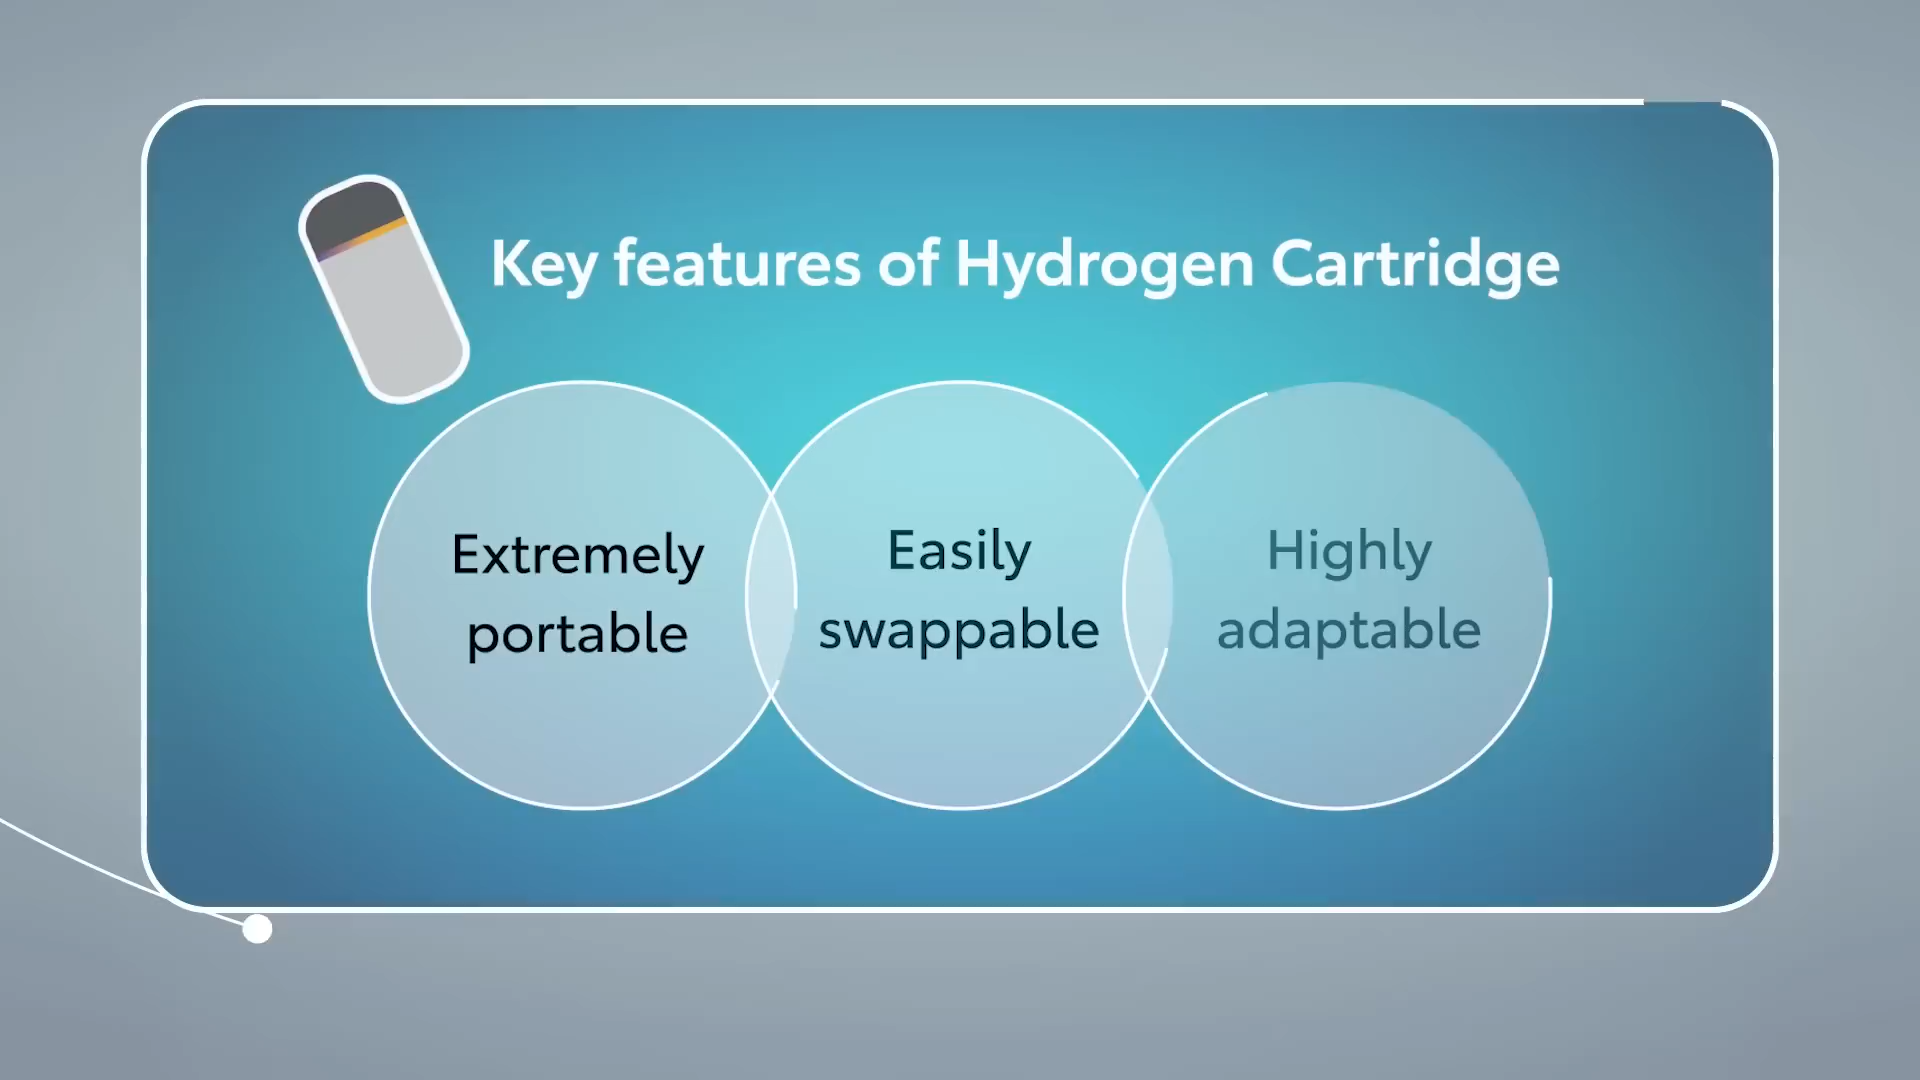 Key features of Hydrogen Cartridge
Extremely
portable
Easily
swappable
Highly
adaptable